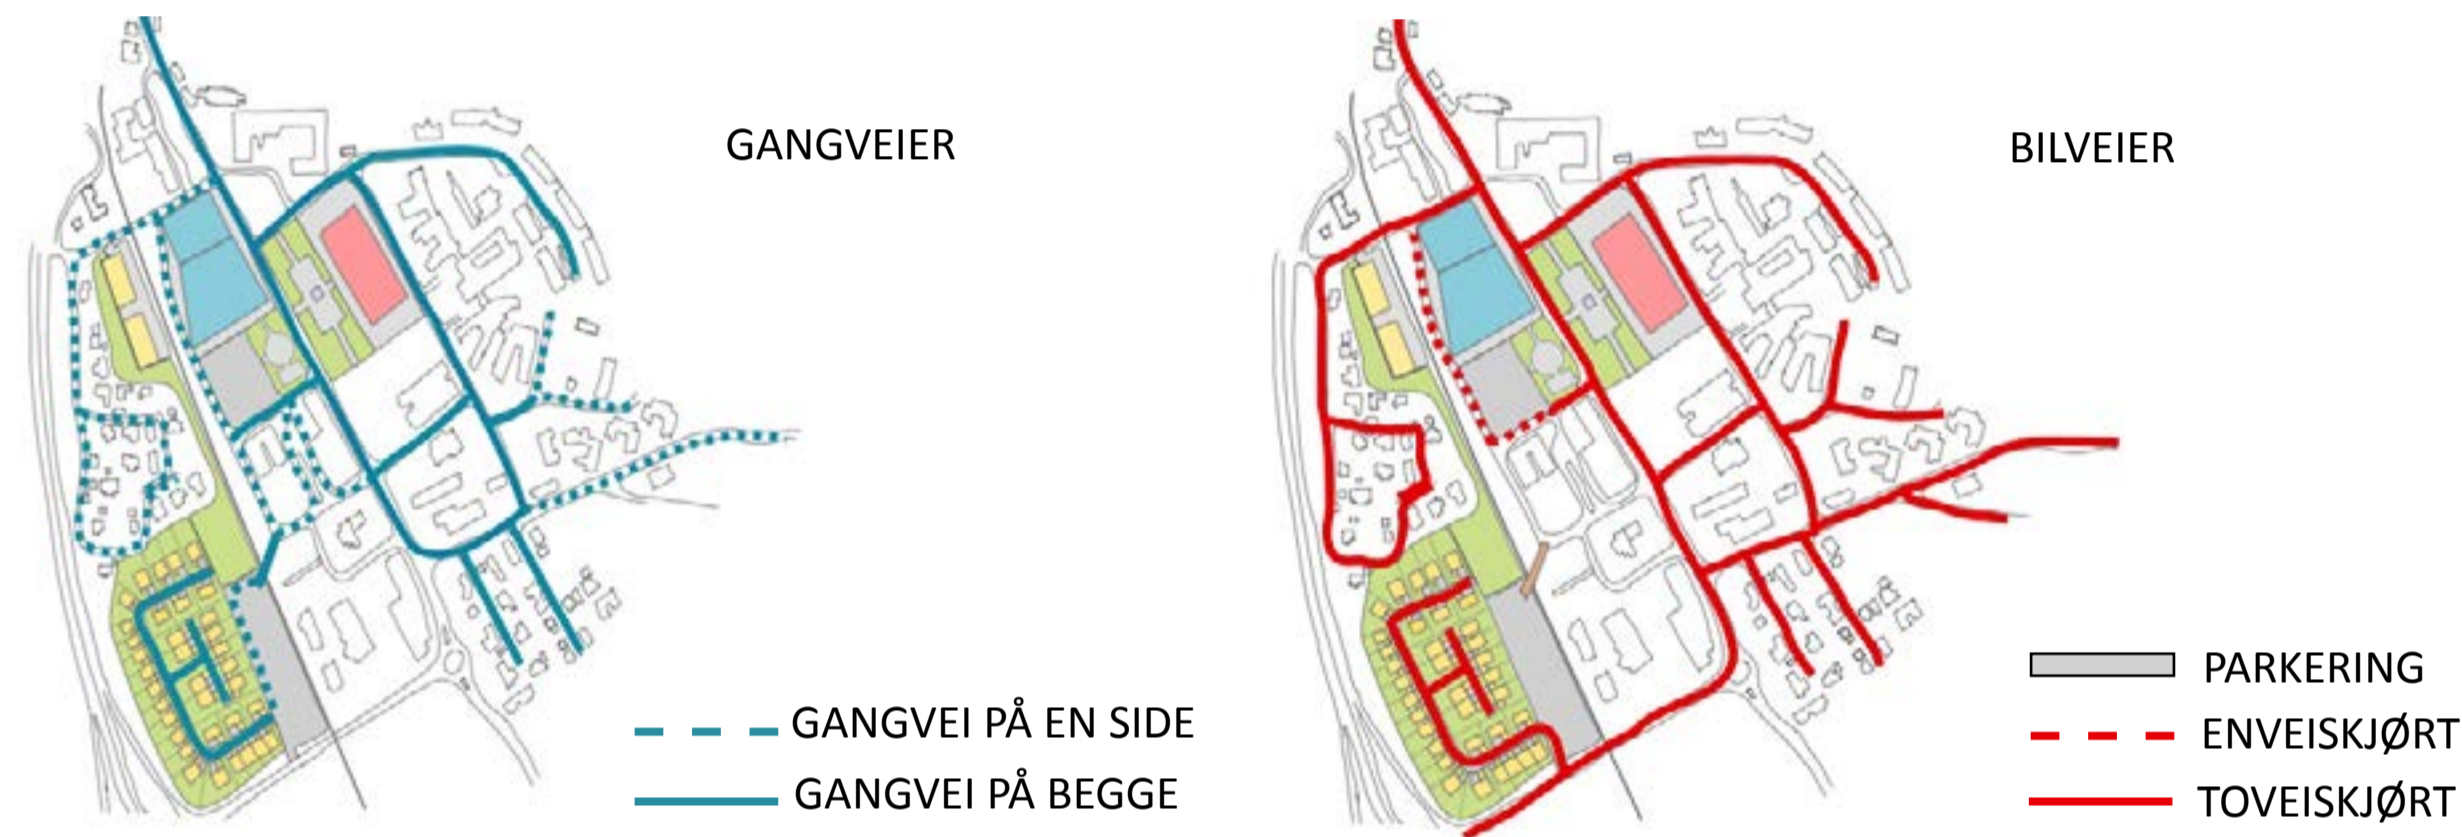 GANGVEIER
GANGVEI PÅ EN SIDE
GANGVEI PÅ BEGGE
BILVEIER
PARKERING
ENVEISKJØRT
TOVEISKJØRT